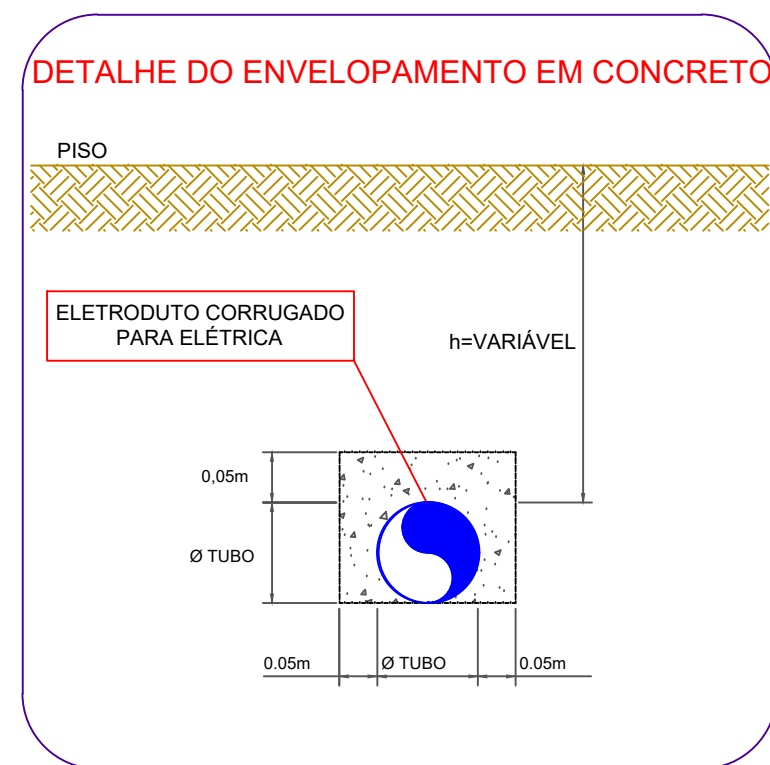 DETALHE DO ENVELOPAMENTO EM CONCRETO
PISO
ELETRODUTO CORRUGADO
PARA ELÉTRICA
h=VARIÁVEL
0,05m
Ø TUBO
0.05m
Ø TUBO
0.05m